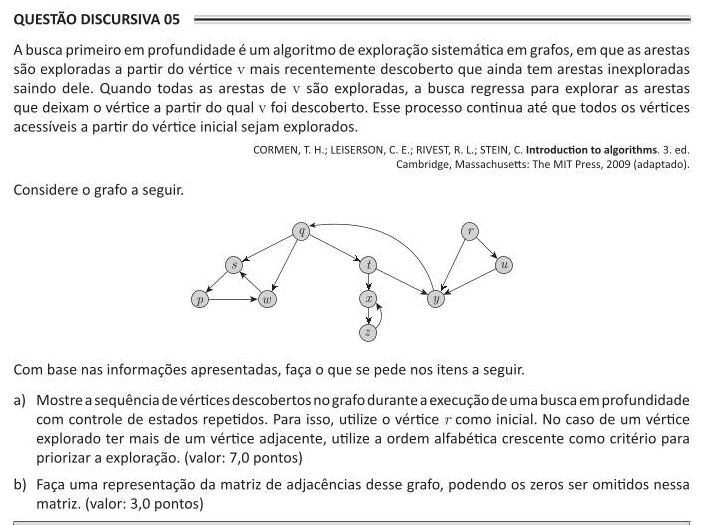 QUESTÃO DISCURSIVA 05
A busca primeiro em profundidade é um algoritmo de exploração sistemática em grafos, em que as arestas
são exploradas a partir do vértice v mais recentemente descoberto que ainda tem arestas inexploradas
saindo dele. Quando todas as arestas de v são exploradas, a busca regressa para explorar as arestas
que deixam o vértice a partir do qual v foi descoberto. Esse processo continua até que todos os vértices
acessíveis a partir do vértice inicial sejam explorados.
CORMEN, T. H.; LEISERSON, C. E.; RIVEST, R. L.; STEIN, C. Introduction to algorithms. 3. ed.
Cambridge, Massachusetts: The MIT Press, 2009 (adaptado).
Considere o grafo a seguir.
q r
s t u
p w x y
z
Com base nas informações apresentadas, faça o que se pede nos itens a seguir.
a) Mostre a sequência de vértices descobertos no grafo durante a execução de uma busca em profundidade
com controle de estados repetidos. Para isso, utilize o vértice r como inicial. No caso de um vértice
explorado ter mais de um vértice adjacente, utilize a ordem alfabética crescente como critério para
priorizar a exploração. (valor: 7,0 pontos)
b) Faça uma representação da matriz de adjacências desse grafo, podendo os zeros ser omitidos nessa
matriz. (valor: 3,0 pontos)